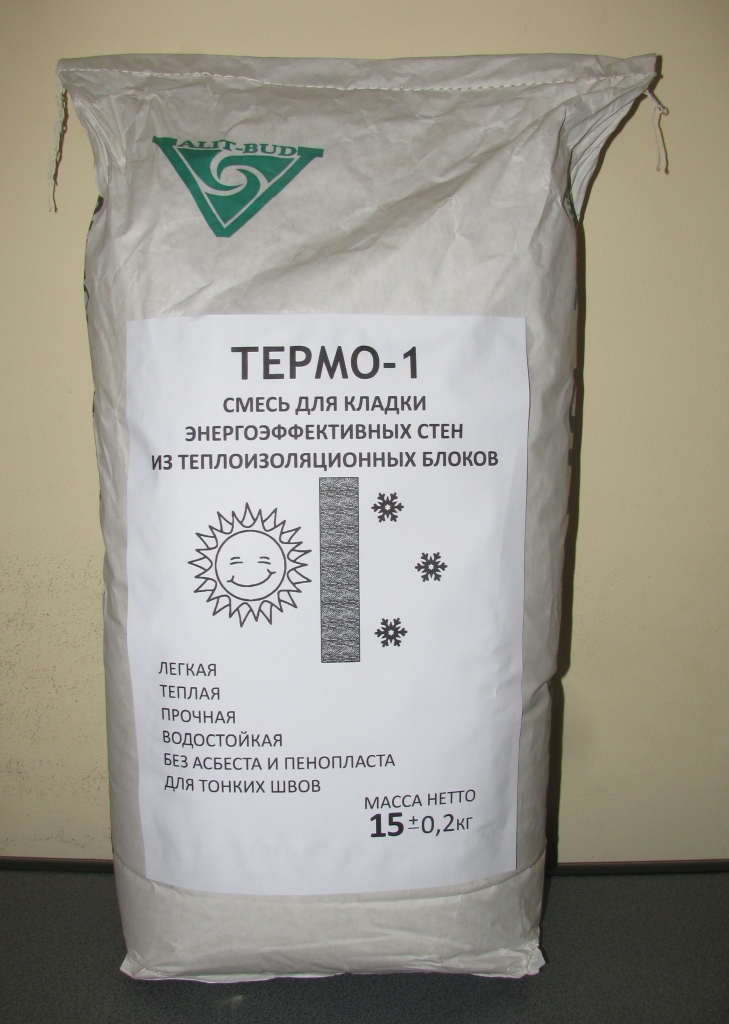 ALIT-BUD
ТЕРМО-1
СМЕСЬ ДЛЯ КЛАДКИ
ЭНЕРГОЭФФЕКТИВНЫХ СТЕН
ИЗ ТЕПЛОИЗОЛЯЦИОННЫХ БЛОКОВ
ЛЕГКАЯ
ТЕПЛАЯ
ПРОЧНАЯ
ВОДОСТОЙКАЯ
БЕЗ АСБЕСТА И ПЕНОПЛАСТА
ДЛЯ ТОНКИХ ШВОВ
МАССА НЕТТО
15 ± 0,2кг